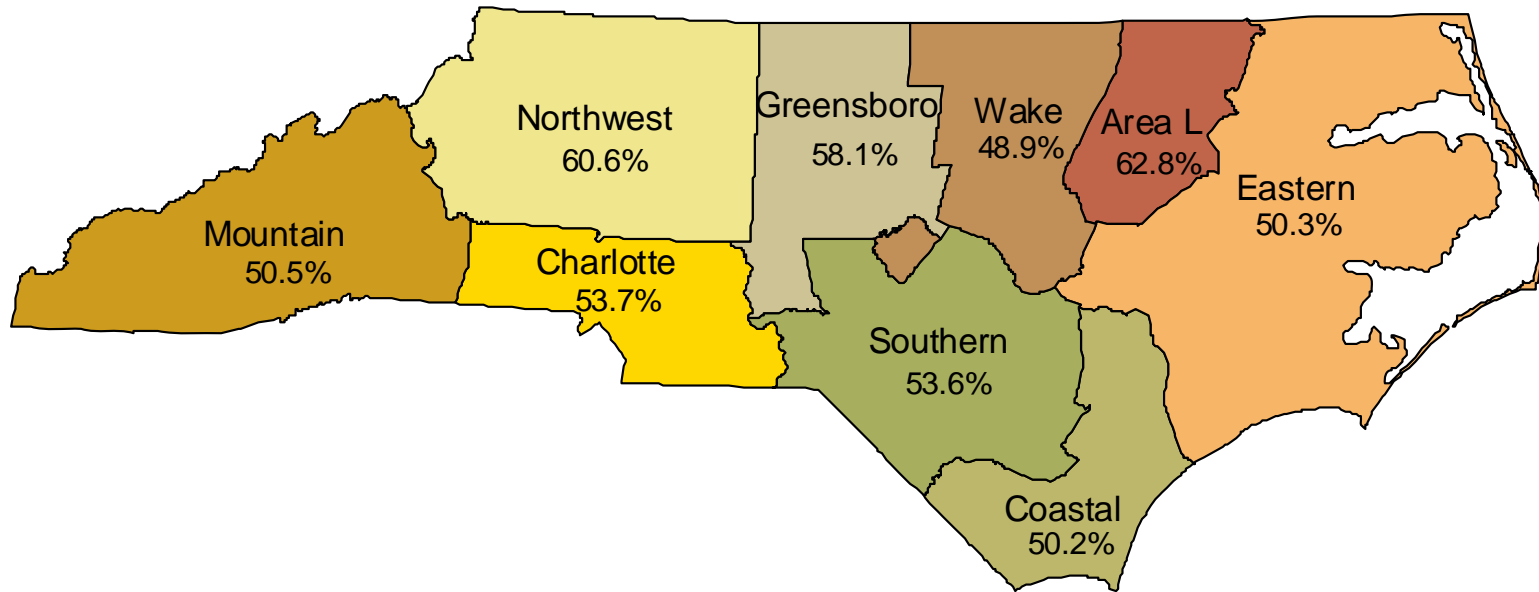 Northwest
60.6%
Greensboro
58.1%
Wake
48.9%
Area L
62.8%
Eastern
50.3%
Mountain
50.5%
Charlotte
53.7%
Southern
53.6%
Coastal
50.2%